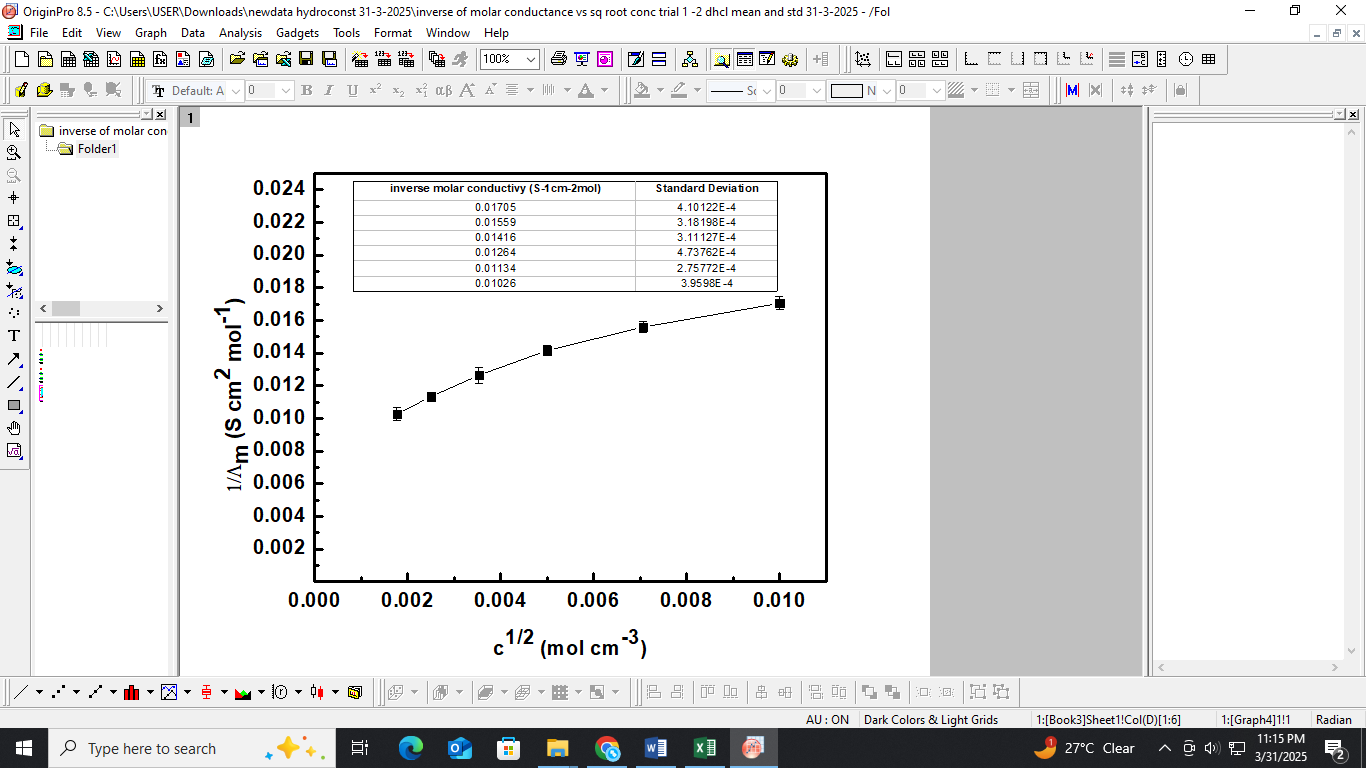 OriginPro 8.5 - C:\Users\USER\Downloads\newdata hydroconst 31-3-2025\inverse of molar conductance vs sq root conc trial 1 -2 dhcl mean and std 31-3-2025 - /Fol
File Edit View Graph Data Analysis Gadgets Tools Format Window Help
100%
Default: A 0 B I U x² x₂ αβ A A 0 N 0
inverse of molar con
Folder1
1
inverse molar conductivy (S-1cm-2mol) Standard Deviation
0.01705 4.10122E-4
0.01559 3.18198E-4
0.01416 3.11127E-4
0.01264 4.73762E-4
0.01134 2.75772E-4
0.01026 3.9598E-4
0.024
0.022
0.020
0.018
0.016
0.014
0.012
0.010
0.008
0.006
0.004
0.002
1/Λm (S cm2 mol-1)
0.000 0.002 0.004 0.006 0.008 0.010
c1/2 (mol cm-3)
AU : ON Dark Colors & Light Grids 1:[Book3]Sheet1!Col(D)[1:6] 1:[Graph4]1!1 Radian
Type here to search
27°C Clear
11:15 PM
3/31/2025
2